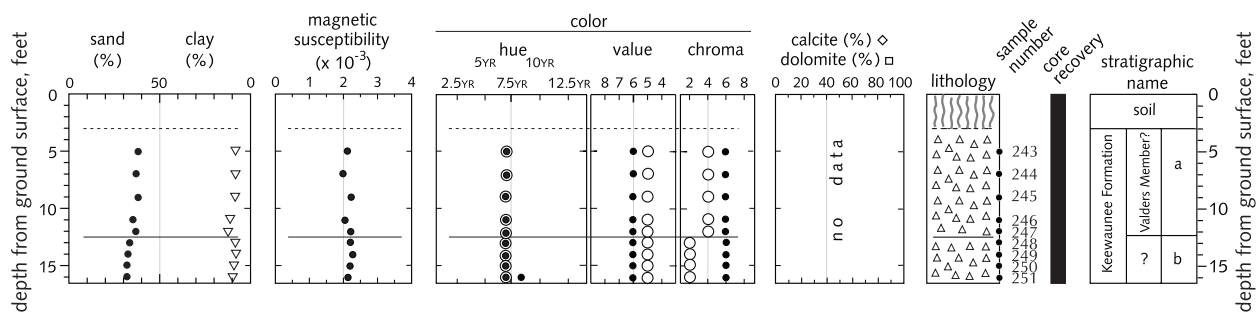 depth from ground surface, feet
sand
(%)
clay
(%)
0 50 0
magnetic
susceptibility
(x 10-3)
0 1 2 3 4
color
hue
5YR 10YR
2.5YR 7.5YR 12.5YR
value
8 7 6 5 4
chroma
2 4 6 8
calcite (%)
dolomite (%)
0 20 40 60 80 100
no data
lithology
sample
number
core
recovery
stratigraphic
name
0
5
10
15
243
244
245
246
247
248
249
250
251
soil
Keewaunee Formation
Valders Member?
a
?
b
0
5
10
15
depth from ground surface, feet